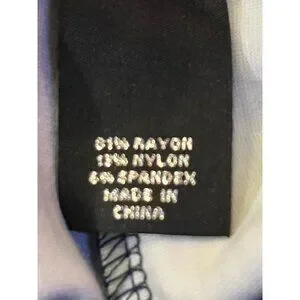 81% RAYON
13% NYLON
6% SPANDEX
MADE IN
CHINA